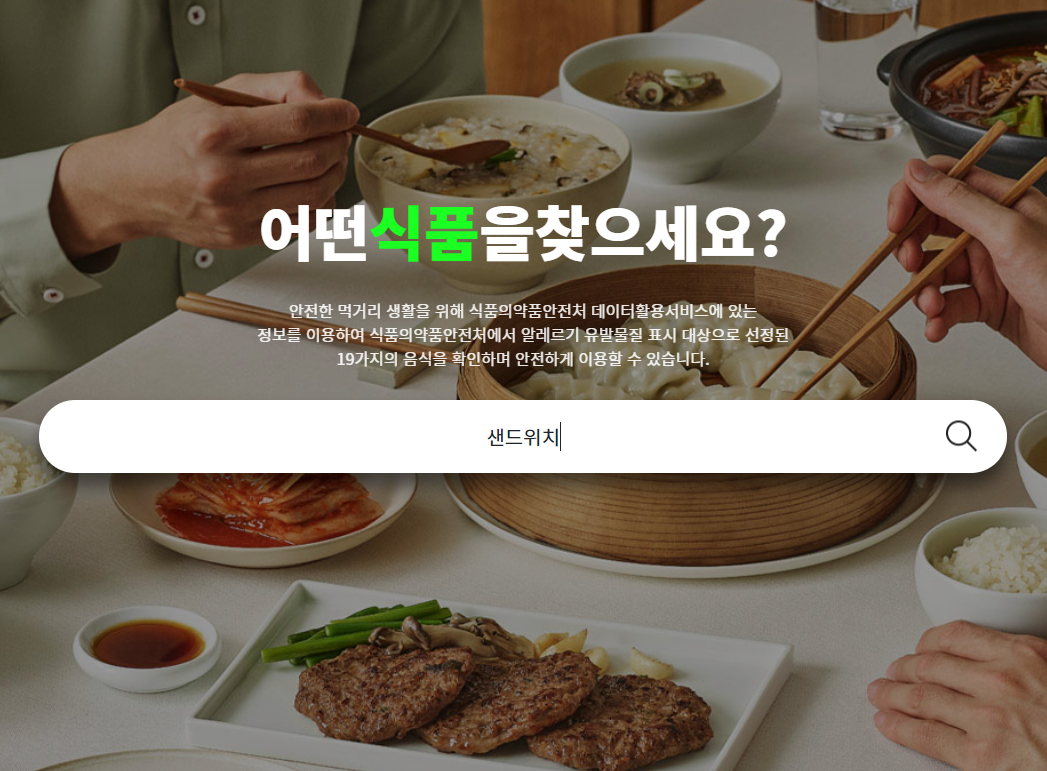 어떤식품을찾으세요?
안전한 먹거리 생활을 위해 식품의약품안전처 데이터활용서비스에 있는
정보를 이용하여 식품의약품안전처에서 알레르기 유발물질 표시 대상으로 선정된
19가지의 음식을 확인하며 안전하게 이용할 수 있습니다.
샌드위치